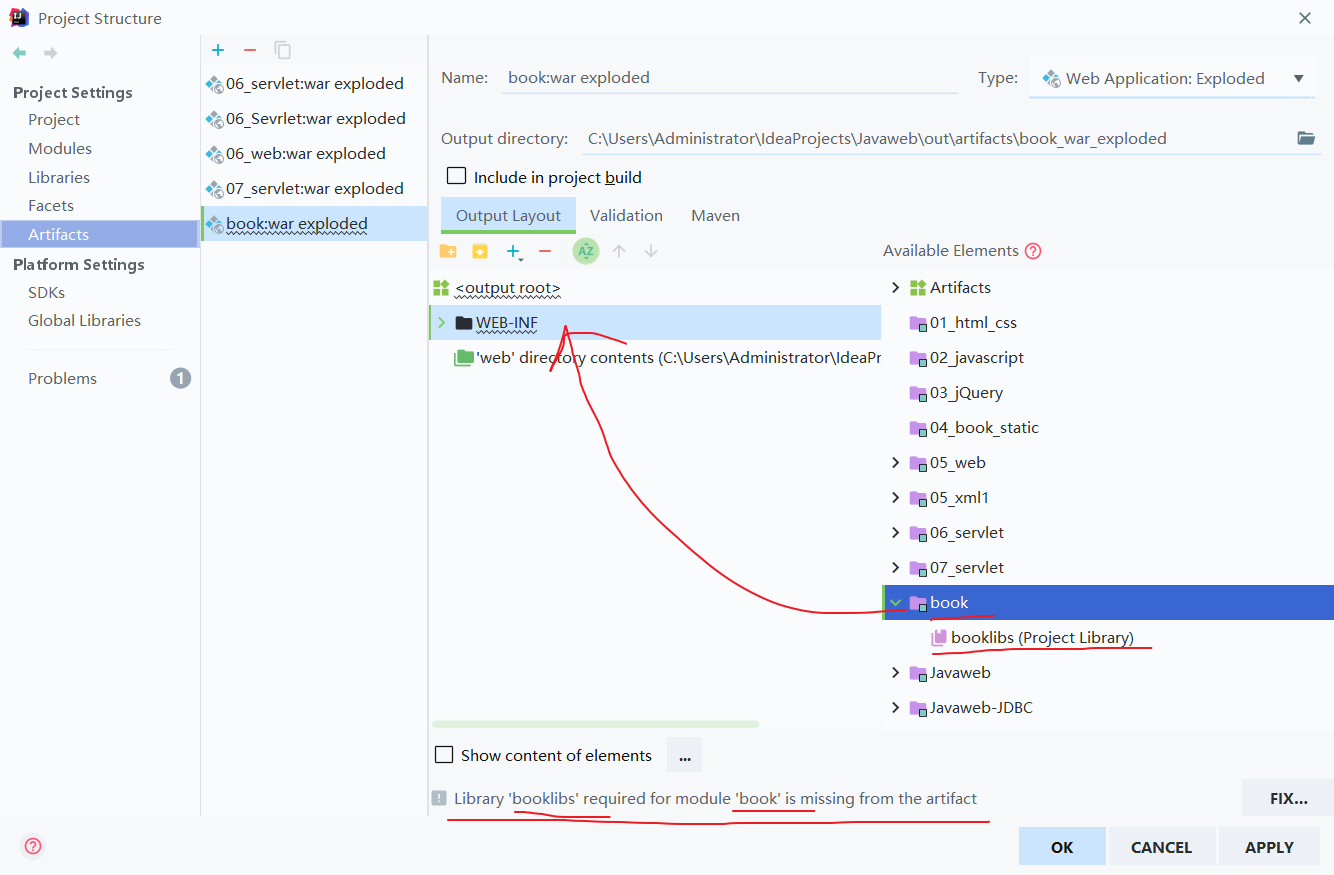 Project Structure
Project Settings
Project
Modules
Libraries
Facets
Artifacts
Platform Settings
SDKs
Global Libraries
Problems 1
06_servlet:war exploded
06_Sevrlet:war exploded
06_web:war exploded
07_servlet:war exploded
book:war exploded
Name: book:war exploded Type: Web Application: Exploded
Output directory: C:\Users\Administrator\IdeaProjects\Javaweb\out\artifacts\book_war_exploded
Include in project build
Output Layout Validation Maven
AZ
<output root>
WEB-INF
'web' directory contents (C:\Users\Administrator\IdeaPr
Available Elements ?
Artifacts
01_html_css
02_javascript
03_jQuery
04_book_static
05_web
05_xml1
06_servlet
07_servlet
book
booklibs (Project Library)
Javaweb
Javaweb-JDBC
Show content of elements ...
! Library 'booklibs' required for module 'book' is missing from the artifact FIX...
? OK CANCEL APPLY